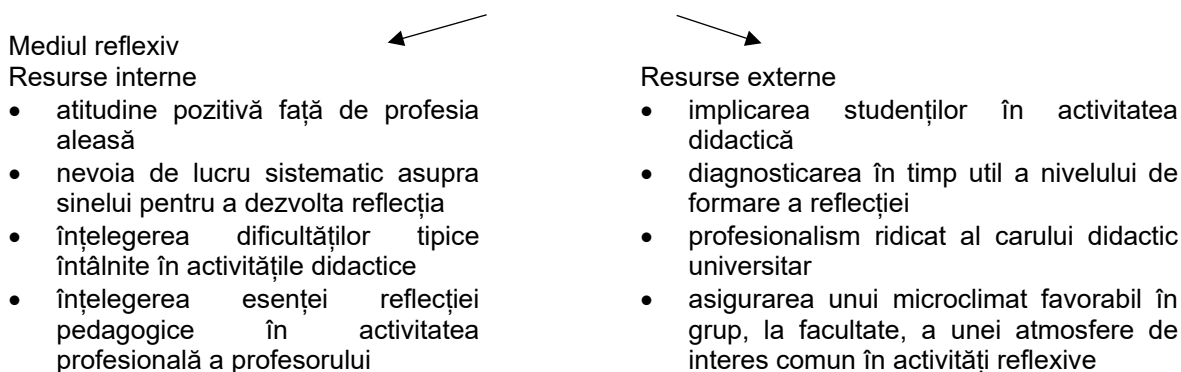 Mediul reflexiv
Resurse interne
• atitudine pozitivă față de profesia
aleasă
• nevoia de lucru sistematic asupra
sinelui pentru a dezvolta reflecția
• înțelegerea dificultăților tipice
întâlnite în activitățile didactice
• înțelegerea esenței reflecției
pedagogice în activitatea
profesională a profesorului
Resurse externe
• implicarea studenților în activitatea
didactică
• diagnosticarea în timp util a nivelului de
formare a reflecției
• profesionalism ridicat al carului didactic
universitar
• asigurarea unui microclimat favorabil în
grup, la facultate, a unei atmosfere de
interes comun în activități reflexive